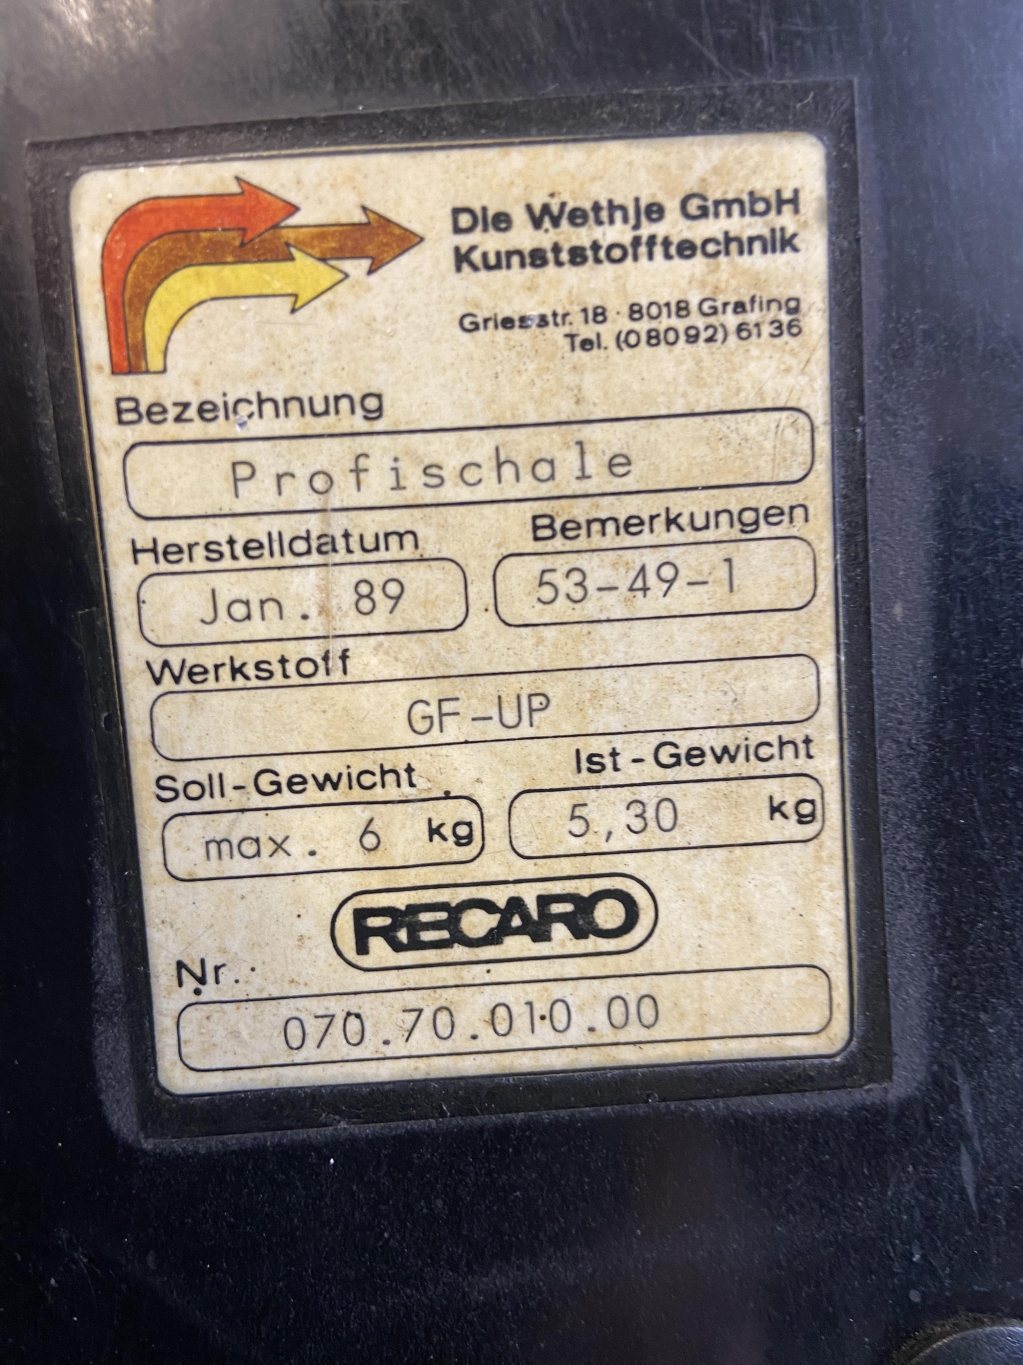 Die Wethje GmbH
Kunststofftechnik
Griesstr. 18 · 8018 Grafing
Tel. (08092) 6136
Bezeichnung
Profischale
Herstelldatum
Bemerkungen
Jan. 89
53-49-1
Werkstoff
GF-UP
Soll-Gewicht
Ist-Gewicht
max. 6 kg
5,30 kg
RECARO
Nr.
070.70.010.00